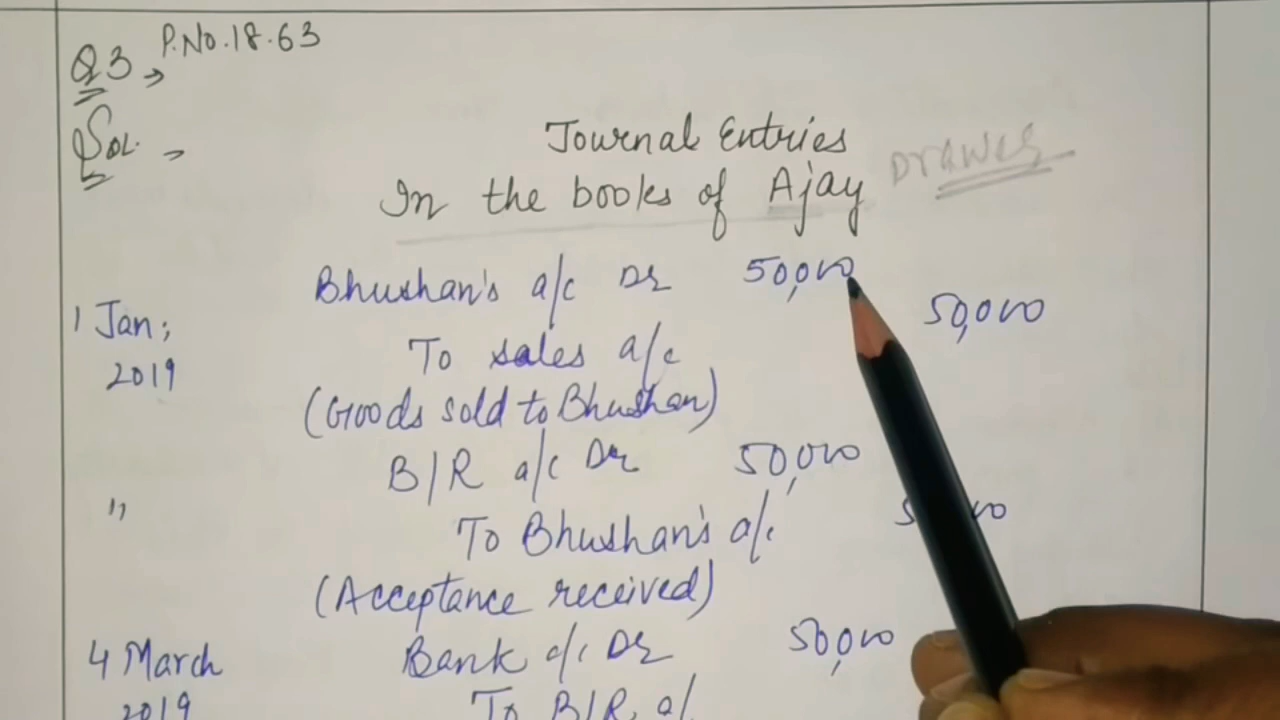 Q3 → P.No.18.63
Sol. →
Journal Entries
In the books of Ajay Drawer
1 Jan; 2019 Bhushan's a/c Dr 50,000
To sales a/c 50,000
(Goods sold to Bhushan)
" B/R a/c Dr 50,000
To Bhushan's a/c
(Acceptance received)
4 March 2019 Bank a/c Dr 50,000
To B/R a/